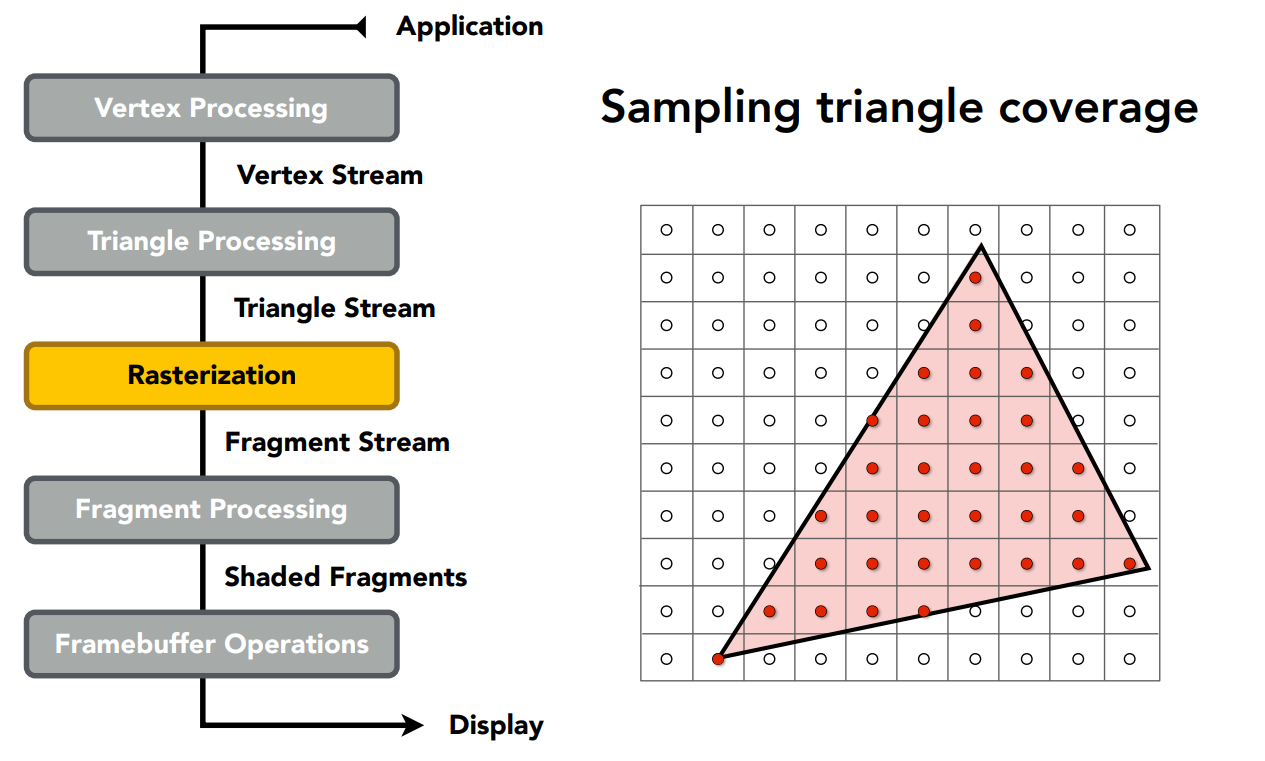 Application
Vertex Processing
Sampling triangle coverage
Vertex Stream
Triangle Processing
Triangle Stream
Rasterization
Fragment Stream
Fragment Processing
Shaded Fragments
Framebuffer Operations
Display